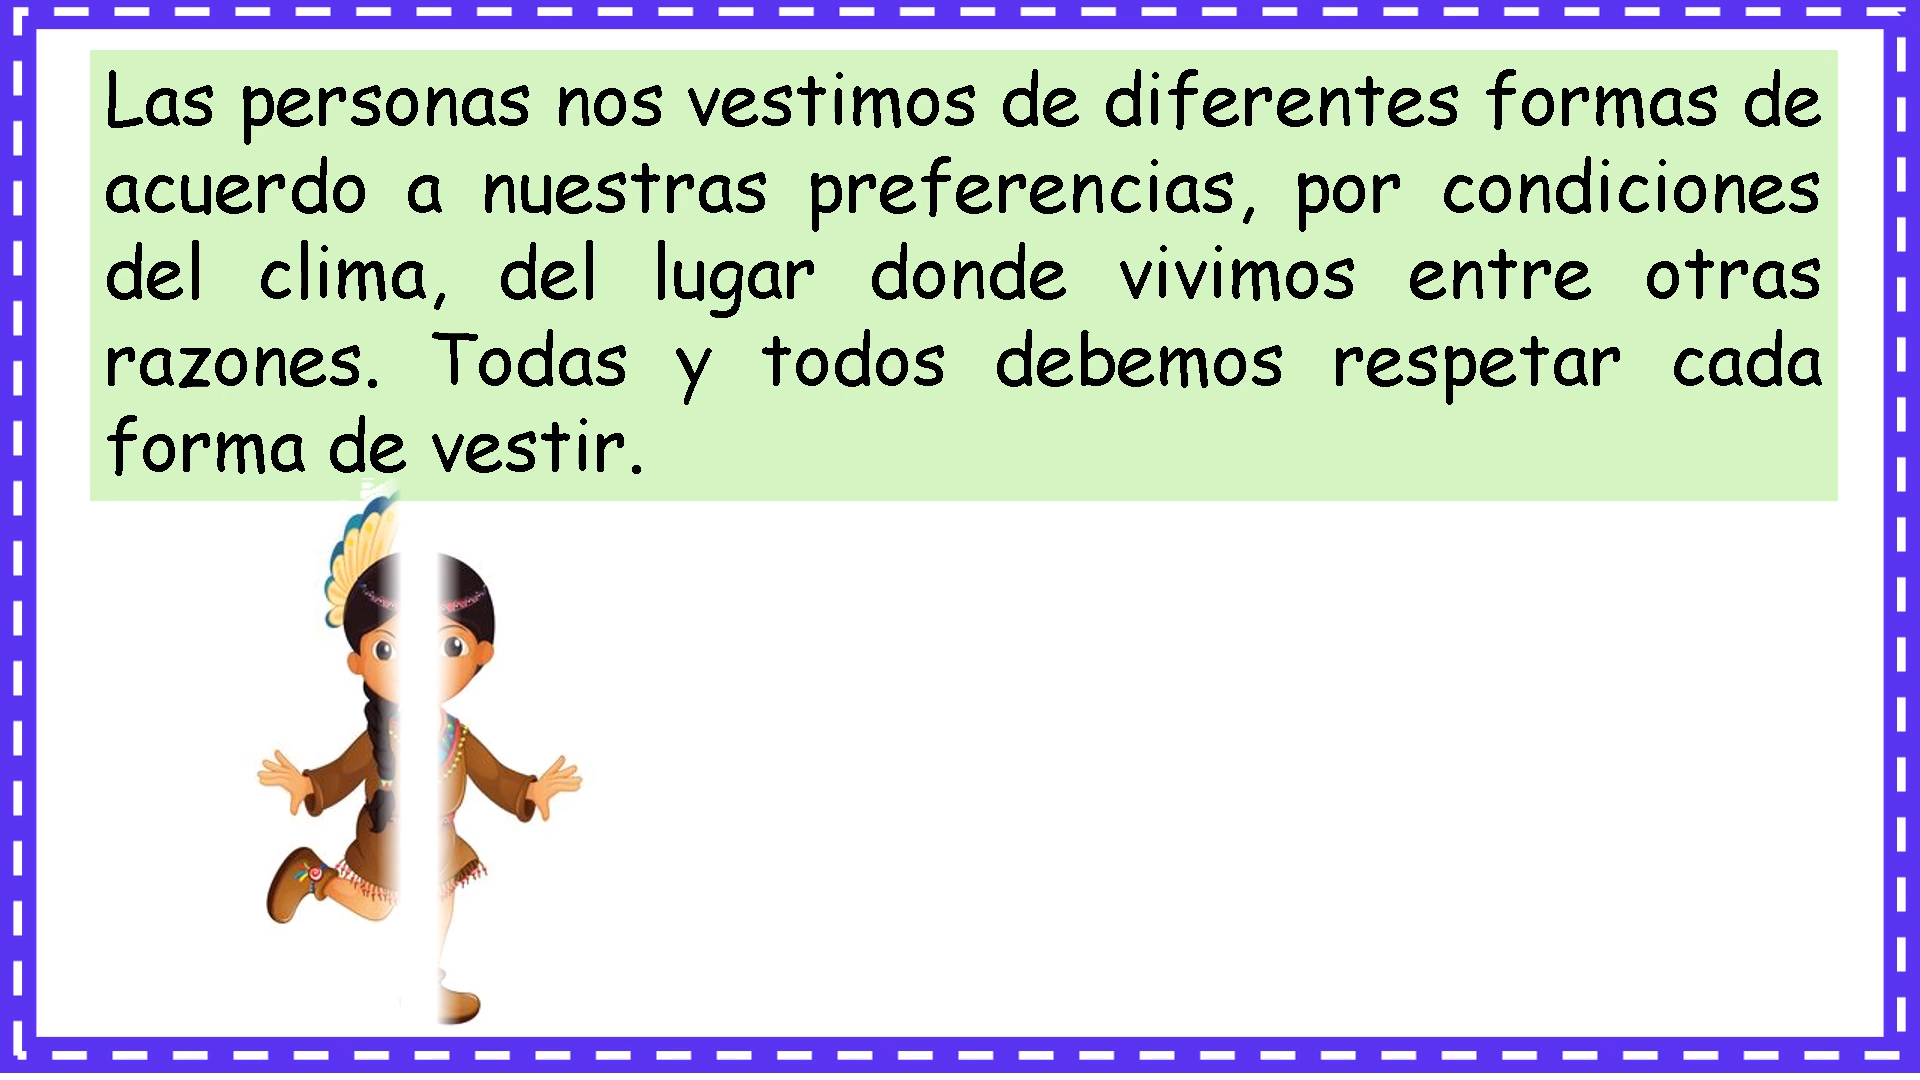 Las personas nos vestimos de diferentes formas de
acuerdo a nuestras preferencias, por condiciones
del clima, del lugar donde vivimos entre otras
razones. Todas y todos debemos respetar cada
forma de vestir.